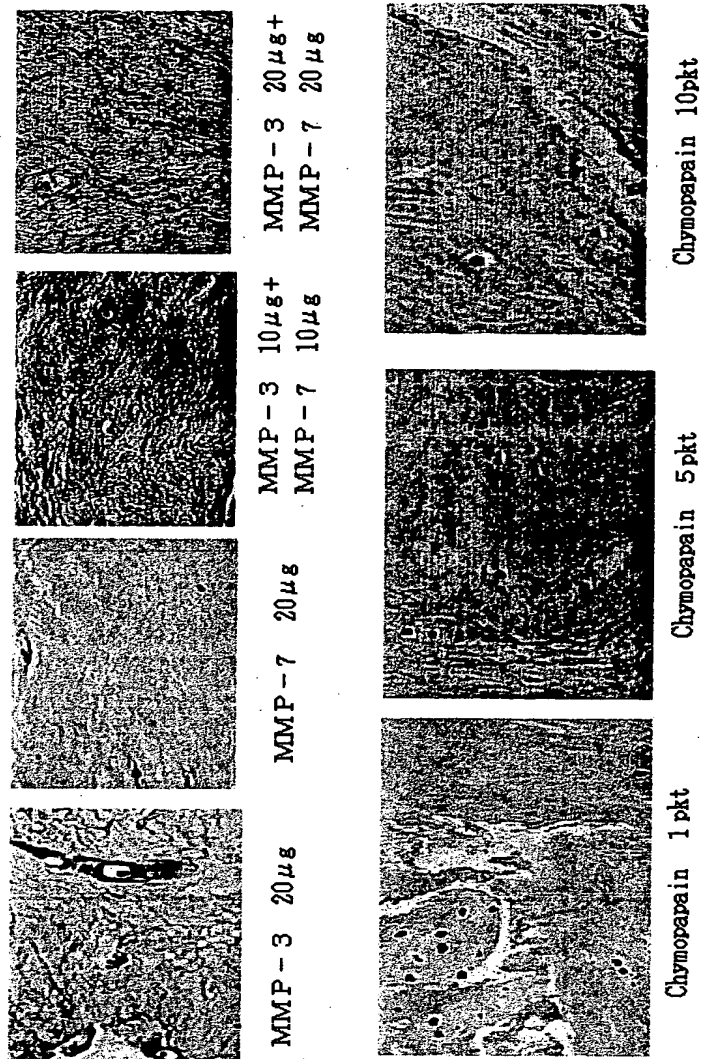 MMP-3 20μg
MMP-7 20μg
MMP-3 10μg+
MMP-7 10μg
MMP-3 20μg+
MMP-7 20μg
Chymopapain 1pkt
Chymopapain 5pkt
Chymopapain 10pkt